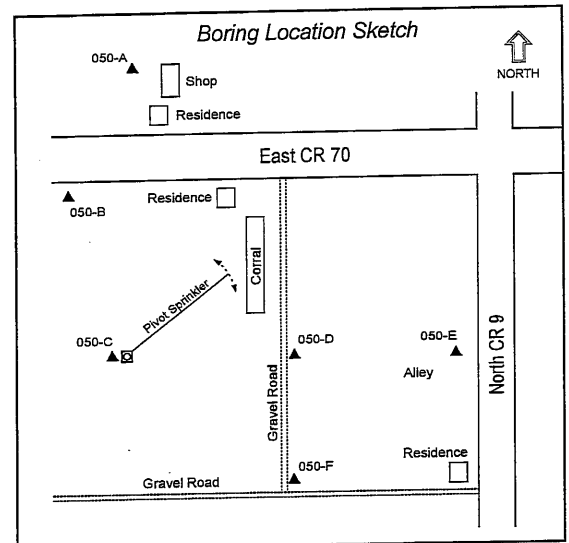 Boring Location Sketch
NORTH
050-A
Shop
Residence
East CR 70
050-B
Residence
Corral
Pivot Sprinkler
050-C
050-D
050-E
Alley
North CR 9
Gravel Road
Residence
050-F
Gravel Road